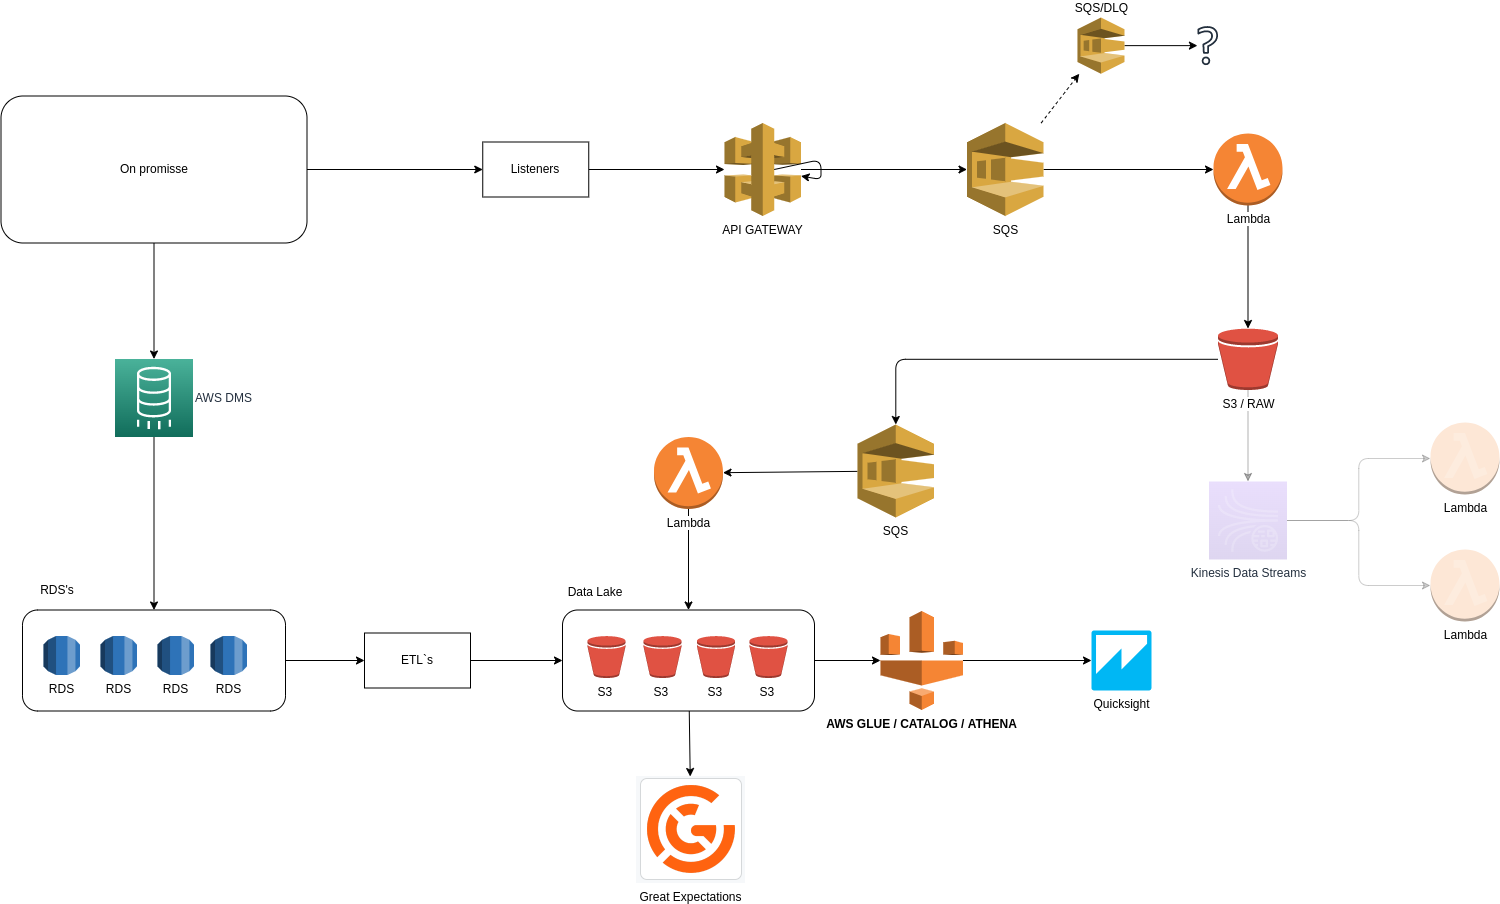 SQS/DLQ
On promisse
Listeners
API GATEWAY
SQS
Lambda
AWS DMS
S3 / RAW
Lambda
SQS
Lambda
Kinesis Data Streams
Lambda
RDS's
Data Lake
RDS
RDS
RDS
RDS
ETL`s
S3
S3
S3
S3
AWS GLUE / CATALOG / ATHENA
Quicksight
Great Expectations